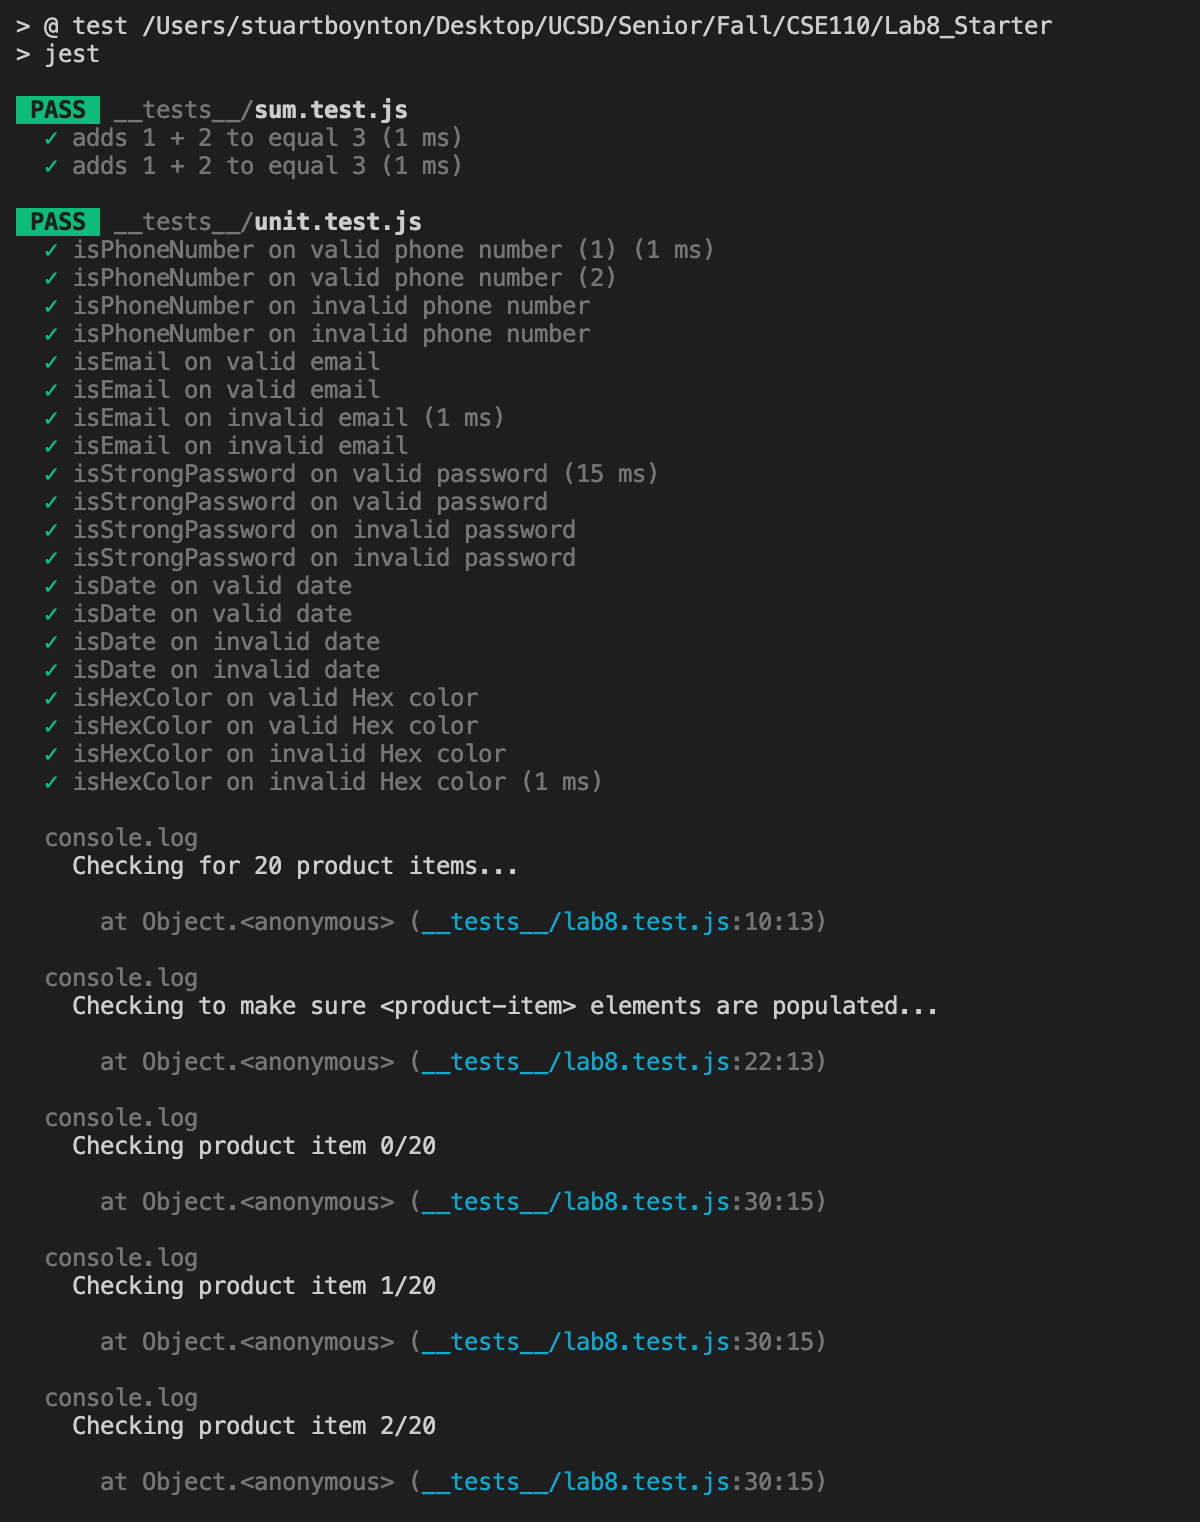 > @ test /Users/stuartboynton/Desktop/UCSD/Senior/Fall/CSE110/Lab8_Starter
> jest
PASS __tests__/sum.test.js
✓ adds 1 + 2 to equal 3 (1 ms)
✓ adds 1 + 2 to equal 3 (1 ms)
PASS __tests__/unit.test.js
✓ isPhoneNumber on valid phone number (1) (1 ms)
✓ isPhoneNumber on valid phone number (2)
✓ isPhoneNumber on invalid phone number
✓ isPhoneNumber on invalid phone number
✓ isEmail on valid email
✓ isEmail on valid email
✓ isEmail on invalid email (1 ms)
✓ isEmail on invalid email
✓ isStrongPassword on valid password (15 ms)
✓ isStrongPassword on valid password
✓ isStrongPassword on invalid password
✓ isStrongPassword on invalid password
✓ isDate on valid date
✓ isDate on valid date
✓ isDate on invalid date
✓ isDate on invalid date
✓ isHexColor on valid Hex color
✓ isHexColor on valid Hex color
✓ isHexColor on invalid Hex color
✓ isHexColor on invalid Hex color (1 ms)
console.log
Checking for 20 product items...
at Object.<anonymous> (__tests__/lab8.test.js:10:13)
console.log
Checking to make sure <product-item> elements are populated...
at Object.<anonymous> (__tests__/lab8.test.js:22:13)
console.log
Checking product item 0/20
at Object.<anonymous> (__tests__/lab8.test.js:30:15)
console.log
Checking product item 1/20
at Object.<anonymous> (__tests__/lab8.test.js:30:15)
console.log
Checking product item 2/20
at Object.<anonymous> (__tests__/lab8.test.js:30:15)